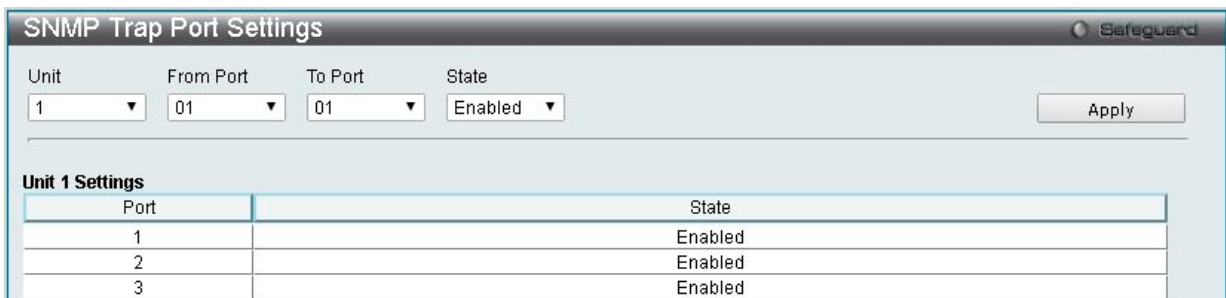 SNMP Trap Port Settings
Safeguard
Unit From Port To Port State
1 01 01 Enabled Apply
Unit 1 Settings
Port State
1 Enabled
2 Enabled
3 Enabled